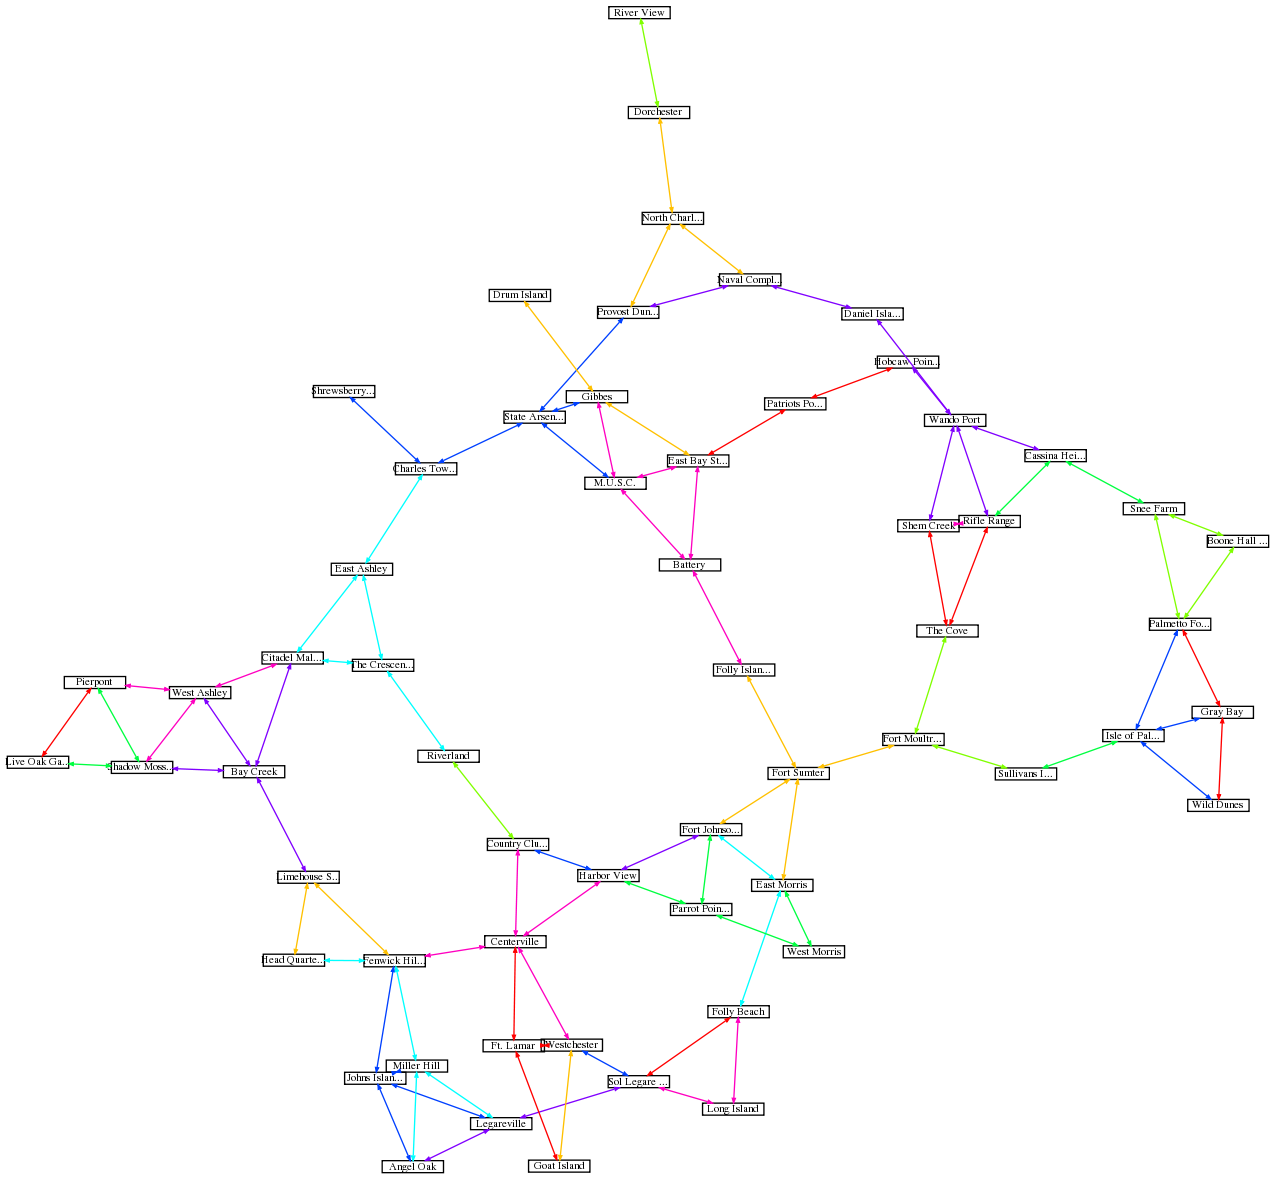 River View
Dorchester
North Charl...
Naval Compl...
Drum Island
Provost Dun...
Daniel Isla...
Hobcaw Poin...
Shrewsberry...
Gibbes
Patriots Po...
State Arsen...
Wando Port
Cassina Hei...
East Bay St...
Charles Tow...
M.U.S.C.
Snee Farm
Shem Creek
Rifle Range
Boone Hall ...
Battery
East Ashley
Palmetto Fo...
The Cove
Citadel Mal...
The Crescen...
Folly Islan...
Pierpont
West Ashley
Gray Bay
Isle of Pal...
Fort Moultr...
Riverland
Live Oak Ga...
Shadow Moss...
Bay Creek
Fort Sumter
Sullivans I...
Wild Dunes
Fort Johnso...
Country Clu...
Harbor View
Limehouse S...
East Morris
Parrot Poin...
Centerville
West Morris
Head Quarte...
Fenwick Hil...
Folly Beach
Ft. Lamar
Westchester
Miller Hill
Johns Islan...
Sol Legare ...
Long Island
Legareville
Angel Oak
Goat Island